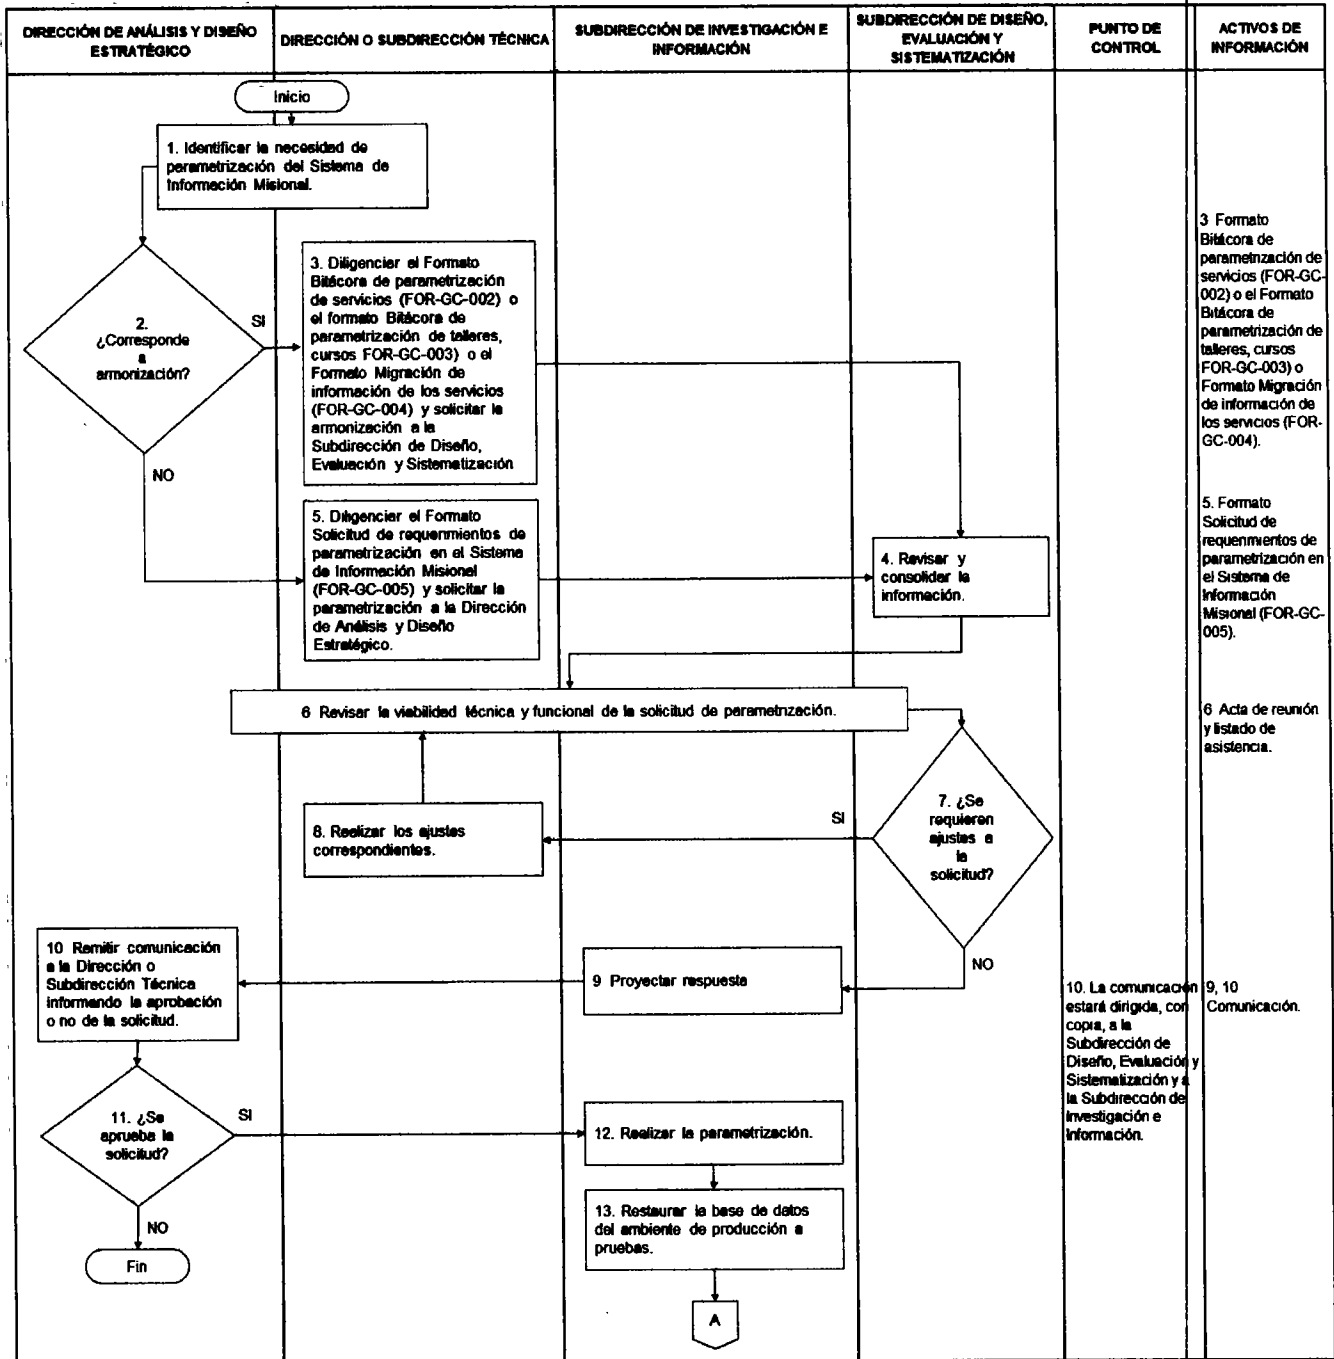 DIRECCIÓN DE ANÁLISIS Y DISEÑO
ESTRATÉGICO
DIRECCIÓN O SUBDIRECCIÓN TÉCNICA
SUBDIRECCIÓN DE INVESTIGACIÓN E
INFORMACIÓN
SUBDIRECCIÓN DE DISEÑO,
EVALUACIÓN Y
SISTEMATIZACIÓN
PUNTO DE
CONTROL
ACTIVOS DE
INFORMACIÓN
Inicio
1. Identificar la necesidad de
parametrización del Sistema de
Información Misional.
2.
¿Corresponde
a
armonización?
SI
NO
3. Diligenciar el Formato
Bitácora de parametrización
de servicios (FOR-GC-002) o
el formato Bitácora de
parametrización de talleres,
cursos FOR-GC-003) o el
Formato Migración de
información de los servicios
(FOR-GC-004) y solicitar la
armonización a la
Subdirección de Diseño,
Evaluación y Sistematización
3 Formato
Bitácora de
parametrización de
servicios (FOR-GC-
002) o el Formato
Bitácora de
parametrización de
talleres, cursos
FOR-GC-003) o
Formato Migración
de información de
los servicios (FOR-
GC-004).
5. Diligenciar el Formato
Solicitud de requerimientos de
parametrización en el Sistema
de Información Misional
(FOR-GC-005) y solicitar la
parametrización a la Dirección
de Análisis y Diseño
Estratégico.
4. Revisar y
consolidar la
información.
5. Formato
Solicitud de
requerimientos de
parametrización en
el Sistema de
Información
Misional (FOR-GC-
005).
6 Revisar la viabilidad técnica y funcional de la solicitud de parametrización.
6 Acta de reunión
y listado de
asistencia.
7. ¿Se
requieren
ajustes a
la
solicitud?
SI
NO
8. Realizar los ajustes
correspondientes.
9 Proyectar respuesta
10 Remitir comunicación
a la Dirección o
Subdirección Técnica
informando la aprobación
o no de la solicitud.
10. La comunicación
estará dirigida, con
copia, a la
Subdirección de
Diseño, Evaluación y
Sistematización y a
la Subdirección de
Investigación e
Información.
9, 10
Comunicación.
11. ¿Se
aprueba la
solicitud?
SI
NO
Fin
12. Realizar la parametrización.
13. Restaurar la base de datos
del ambiente de producción a
pruebas.
A